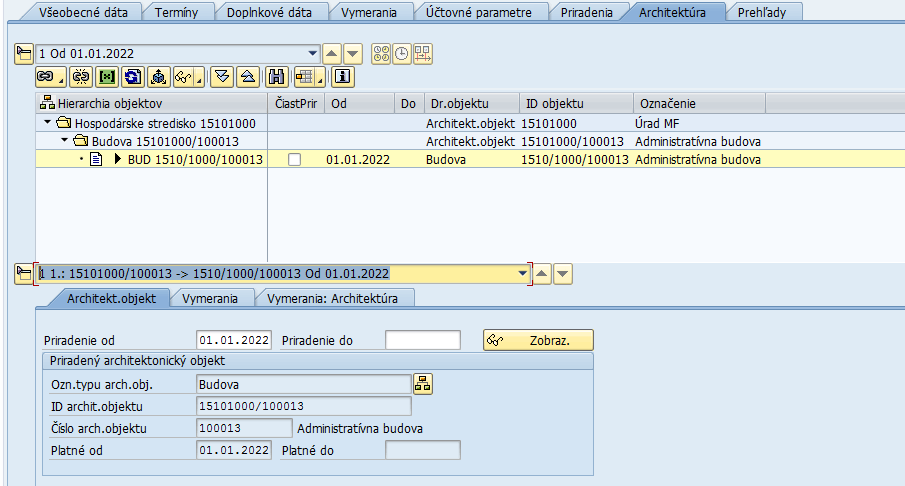 Všeobecné dáta Termíny Doplnkové dáta Vymerania Účtovné parametre Priradenia Architektúra Prehľady
1 Od 01.01.2022
Hierarchia objektov ČiastPrir Od Do Dr.objektu ID objektu Označenie
Hospodárske stredisko 15101000 Architekt.objekt 15101000 Úrad MF
Budova 15101000/100013 Architekt.objekt 15101000/100013 Administratívna budova
BUD 1510/1000/100013 01.01.2022 Budova 1510/1000/100013 Administratívna budova
1 1.: 15101000/100013 -> 1510/1000/100013 Od 01.01.2022
Architekt.objekt Vymerania Vymerania: Architektúra
Priradenie od 01.01.2022 Priradenie do Zobraz.
Priradený architektonický objekt
Ozn.typu arch.obj. Budova
ID archit.objektu 15101000/100013
Číslo arch.objektu 100013 Administratívna budova
Platné od 01.01.2022 Platné do